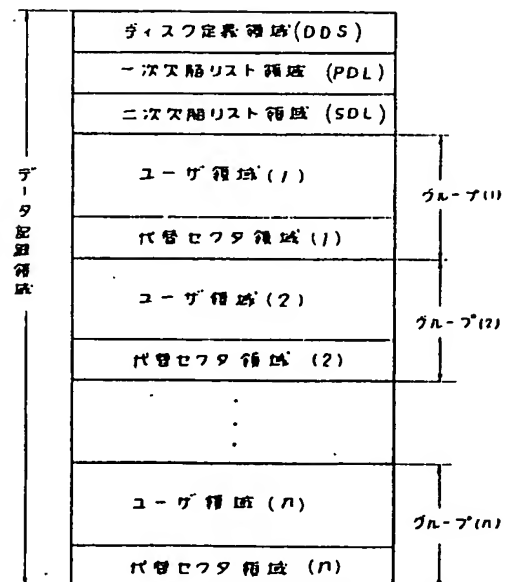 ディスク定義領域(DDS)
一次欠陥リスト領域 (PDL)
二次欠陥リスト領域 (SDL)
ユーザ領域(1)
代替セクタ領域(1)
ユーザ領域(2)
代替セクタ領域 (2)
ユーザ領域(n)
代替セクタ領域(n)
データ記録領域
グループ(1)
グループ(2)
グループ(n)